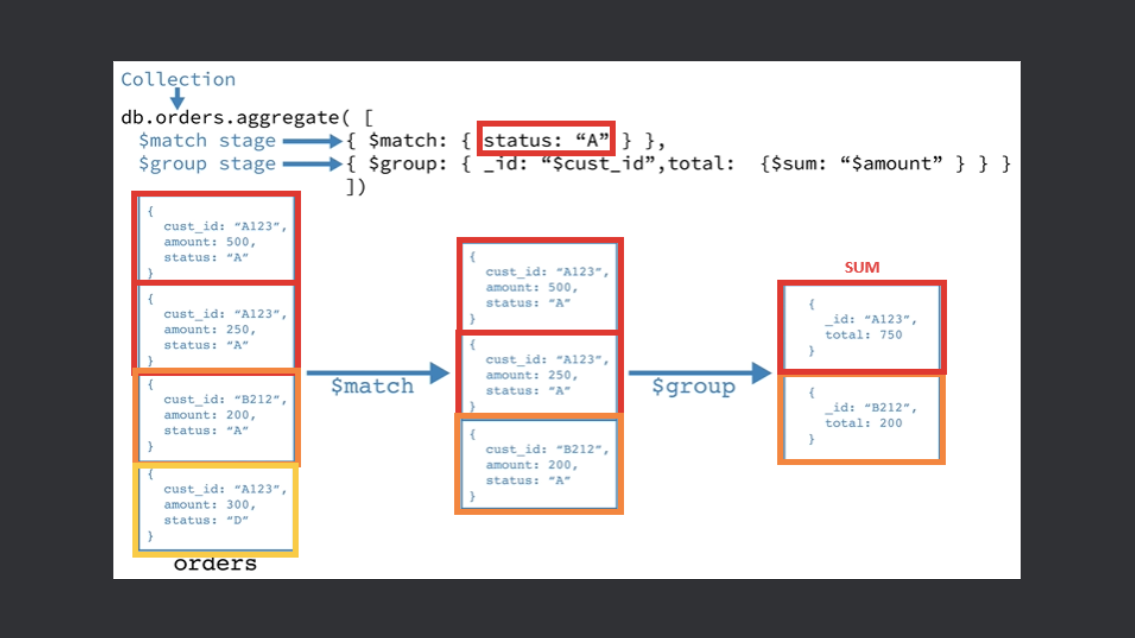 Collection
db.orders.aggregate( [
$match stage
{ $match: { status: “A” } },
$group stage
{ $group: { _id: “$cust_id”,total: {$sum: “$amount” } } }
])
{
cust_id: “A123”,
amount: 500,
status: “A”
}
{
cust_id: “A123”,
amount: 250,
status: “A”
}
{
cust_id: “B212”,
amount: 200,
status: “A”
}
{
cust_id: “A123”,
amount: 300,
status: “D”
}
orders
$match
{
cust_id: “A123”,
amount: 500,
status: “A”
}
{
cust_id: “A123”,
amount: 250,
status: “A”
}
{
cust_id: “B212”,
amount: 200,
status: “A”
}
$group
SUM
{
_id: “A123”,
total: 750
}
{
_id: “B212”,
total: 200
}